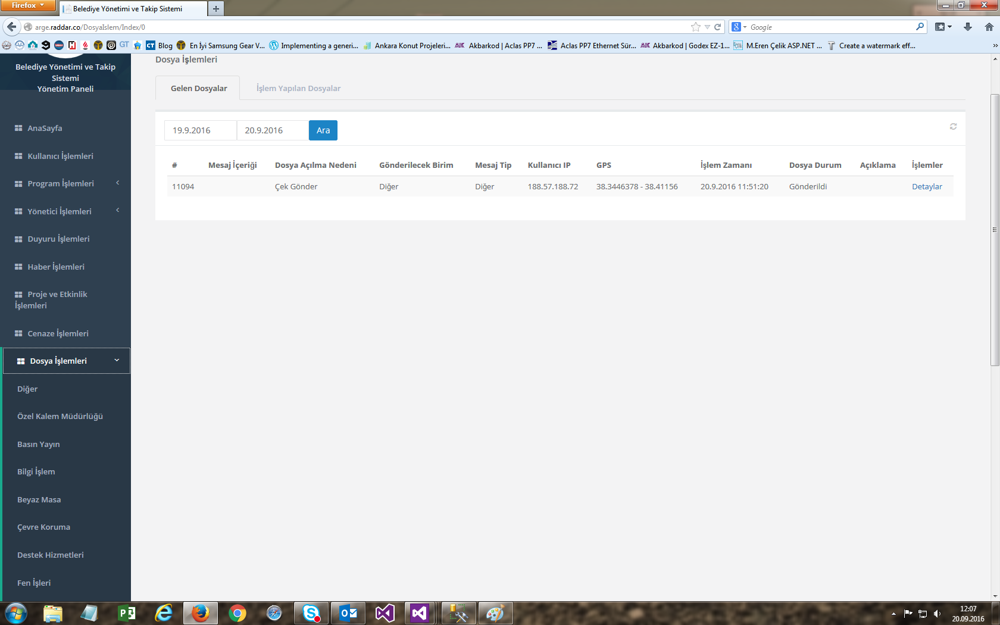 Firefox
Belediye Yönetimi ve Takip Sistemi
arge.raddar.co/DosyaIslem/Index/0
Google
GT
CT Blog
En İyi Samsung Gear V...
Implementing a generi...
Ankara Konut Projeleri...
Akbarkod | Aclas PP7 ...
Aclas PP7 Ethernet Sür...
Akbarkod | Godex EZ-1...
M.Eren Çelik ASP.NET ...
Create a watermark eff...
Belediye Yönetimi ve Takip
Sistemi
Yönetim Paneli
AnaSayfa
Kullanıcı İşlemleri
Program İşlemleri
Yönetici İşlemleri
Duyuru İşlemleri
Haber İşlemleri
Proje ve Etkinlik
İşlemleri
Cenaze İşlemleri
Dosya İşlemleri
Diğer
Özel Kalem Müdürlüğü
Basın Yayın
Bilgi İşlem
Beyaz Masa
Çevre Koruma
Destek Hizmetleri
Fen İşleri
Dosya İşlemleri
Gelen Dosyalar
İşlem Yapılan Dosyalar
19.9.2016
20.9.2016
Ara
# Mesaj İçeriği Dosya Açılma Nedeni Gönderilecek Birim Mesaj Tip Kullanıcı IP GPS İşlem Zamanı Dosya Durum Açıklama İşlemler
11094 Çek Gönder Diğer Diğer 188.57.188.72 38.3446378 - 38.41156 20.9.2016 11:51:20 Gönderildi Detaylar
12:07
20.09.2016